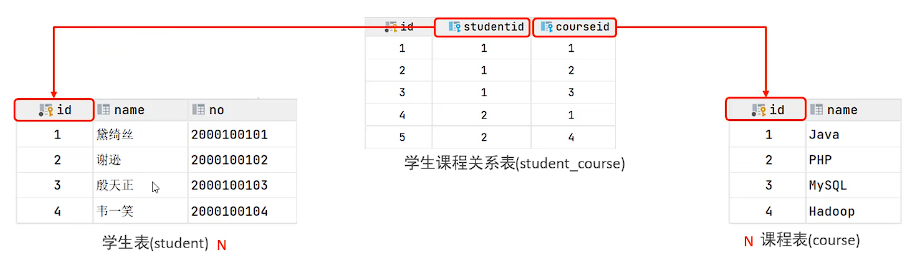 id studentid courseid
1 1 1
2 1 2
3 1 3
4 2 1
5 2 4
学生课程关系表(student_course)
id name no
1 黛绮丝 2000100101
2 谢逊 2000100102
3 殷天正 2000100103
4 韦一笑 2000100104
学生表(student) N
id name
1 Java
2 PHP
3 MySQL
4 Hadoop
N 课程表(course)